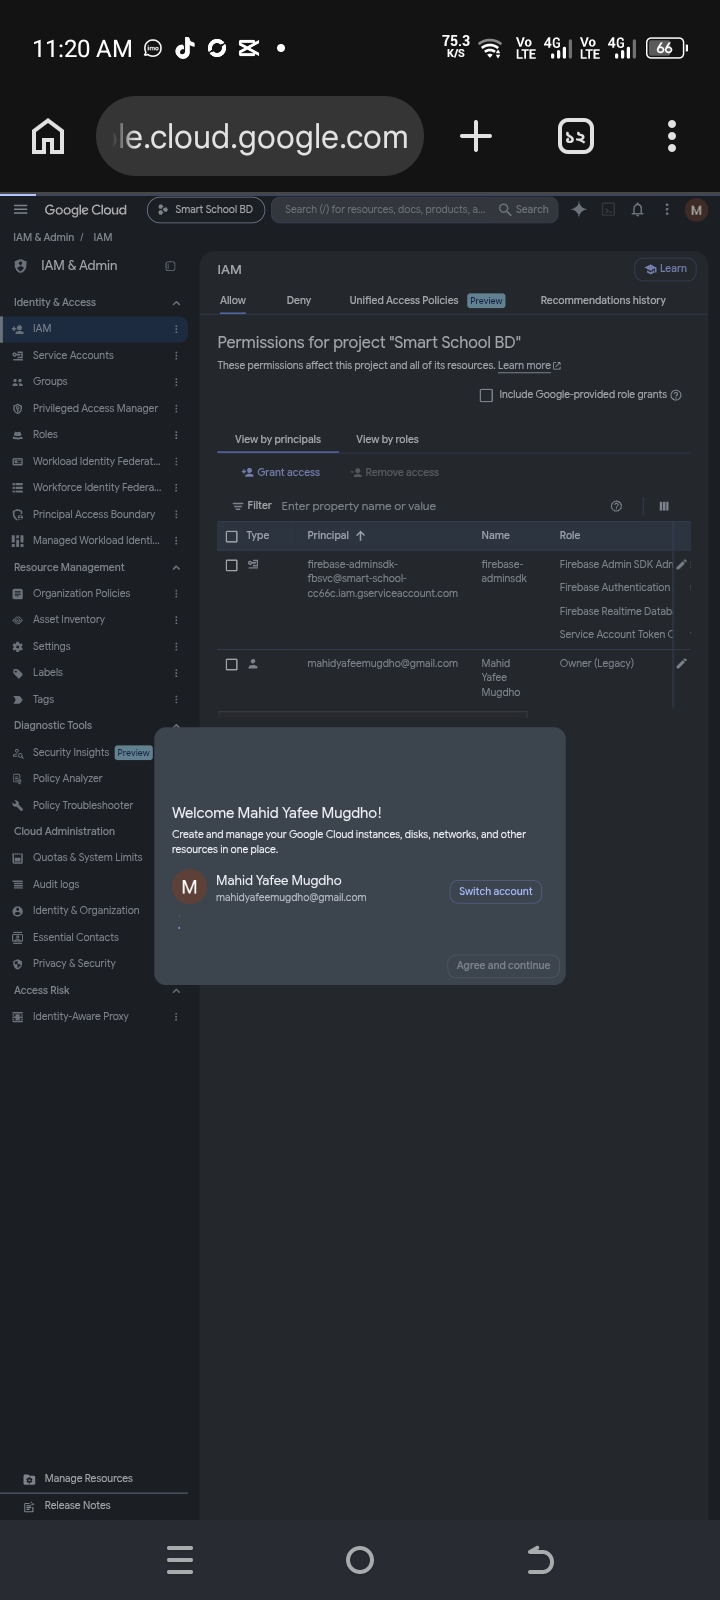 11:20 AM
75.3
K/S
Vo
LTE
4G
Vo
LTE
4G
66
le.cloud.google.com
১২
Google Cloud
Smart School BD
Search (/) for resources, docs, products, a...
Search
M
IAM & Admin / IAM
IAM & Admin
Identity & Access
IAM
Service Accounts
Groups
Privileged Access Manager
Roles
Workload Identity Federat...
Workforce Identity Federa...
Principal Access Boundary
Managed Workload Identi...
Resource Management
Organization Policies
Asset Inventory
Settings
Labels
Tags
Diagnostic Tools
Security Insights Preview
Policy Analyzer
Policy Troubleshooter
Cloud Administration
Quotas & System Limits
Audit logs
Identity & Organization
Essential Contacts
Privacy & Security
Access Risk
Identity-Aware Proxy
Manage Resources
Release Notes
IAM
Learn
Allow
Deny
Unified Access Policies Preview
Recommendations history
Permissions for project "Smart School BD"
These permissions affect this project and all of its resources. Learn more
Include Google-provided role grants
View by principals
View by roles
Grant access
Remove access
Filter Enter property name or value
Type
Principal
Name
Role
firebase-adminsdk-
fbsvc@smart-school-
cc66c.iam.gserviceaccount.com
firebase-
adminsdk
Firebase Admin SDK Adm
Firebase Authentication
Firebase Realtime Datab
Service Account Token C
mahidyafeemugdho@gmail.com
Mahid
Yafee
Mugdho
Owner (Legacy)
Welcome Mahid Yafee Mugdho!
Create and manage your Google Cloud instances, disks, networks, and other
resources in one place.
M
Mahid Yafee Mugdho
mahidyafeemugdho@gmail.com
Switch account
Agree and continue